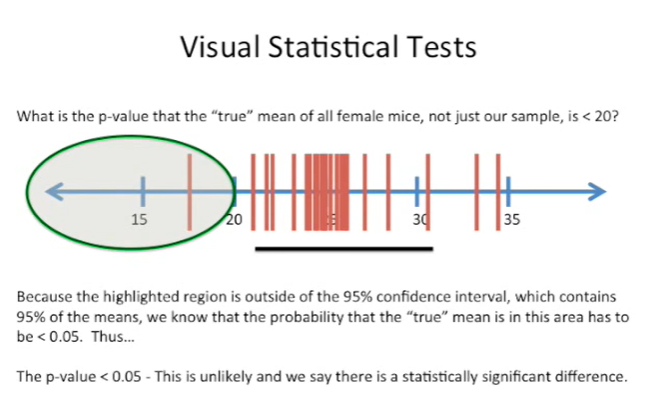 Visual Statistical Tests
What is the p-value that the “true” mean of all female mice, not just our sample, is < 20?
15 20 30 35
Because the highlighted region is outside of the 95% confidence interval, which contains
95% of the means, we know that the probability that the “true” mean is in this area has to
be < 0.05. Thus...
The p-value < 0.05 - This is unlikely and we say there is a statistically significant difference.